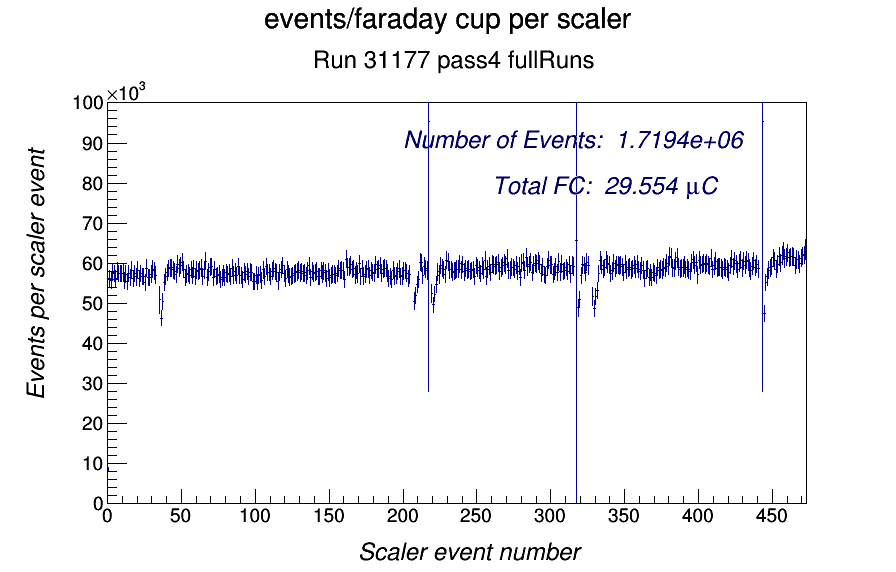 events/faraday cup per scaler
Run 31177 pass4 fullRuns
×10³
100
90
80
70
60
50
40
30
20
10
0
Number of Events: 1.7194e+06
Total FC: 29.554 μC
Events per scaler event
0 50 100 150 200 250 300 350 400 450
Scaler event number